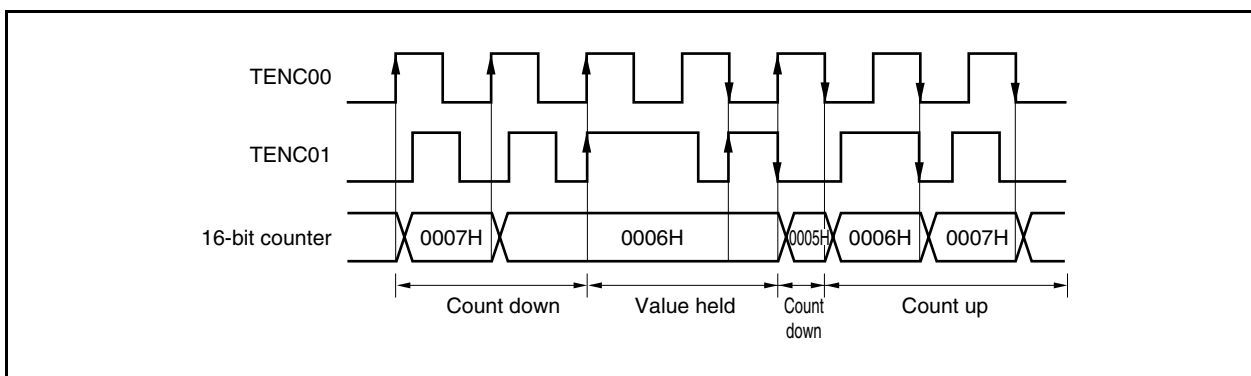 TENC00
TENC01
16-bit counter
0007H
0006H
0005H
0006H
0007H
Count down
Value held
Count
down
Count up